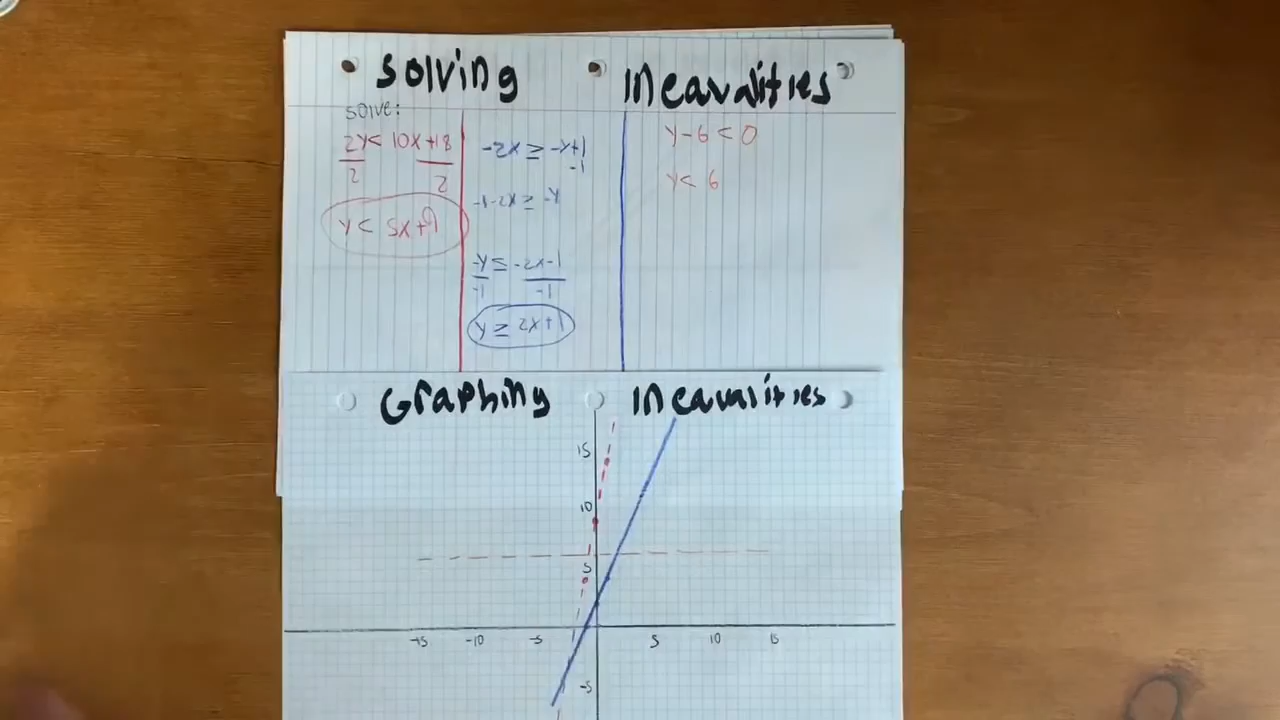 Solving Inequalities
solve:
2y < 10x + 18
2 2
y < 5x + 9
-2x ≥ -y + 1
-1
-2x - 1 ≥ -y
-y ≤ -2x - 1
-1 -1
y ≥ 2x + 1
y - 6 < 0
y < 6
Graphing Inequalities
15
10
5
-15 -10 -5 5 10 15
-5